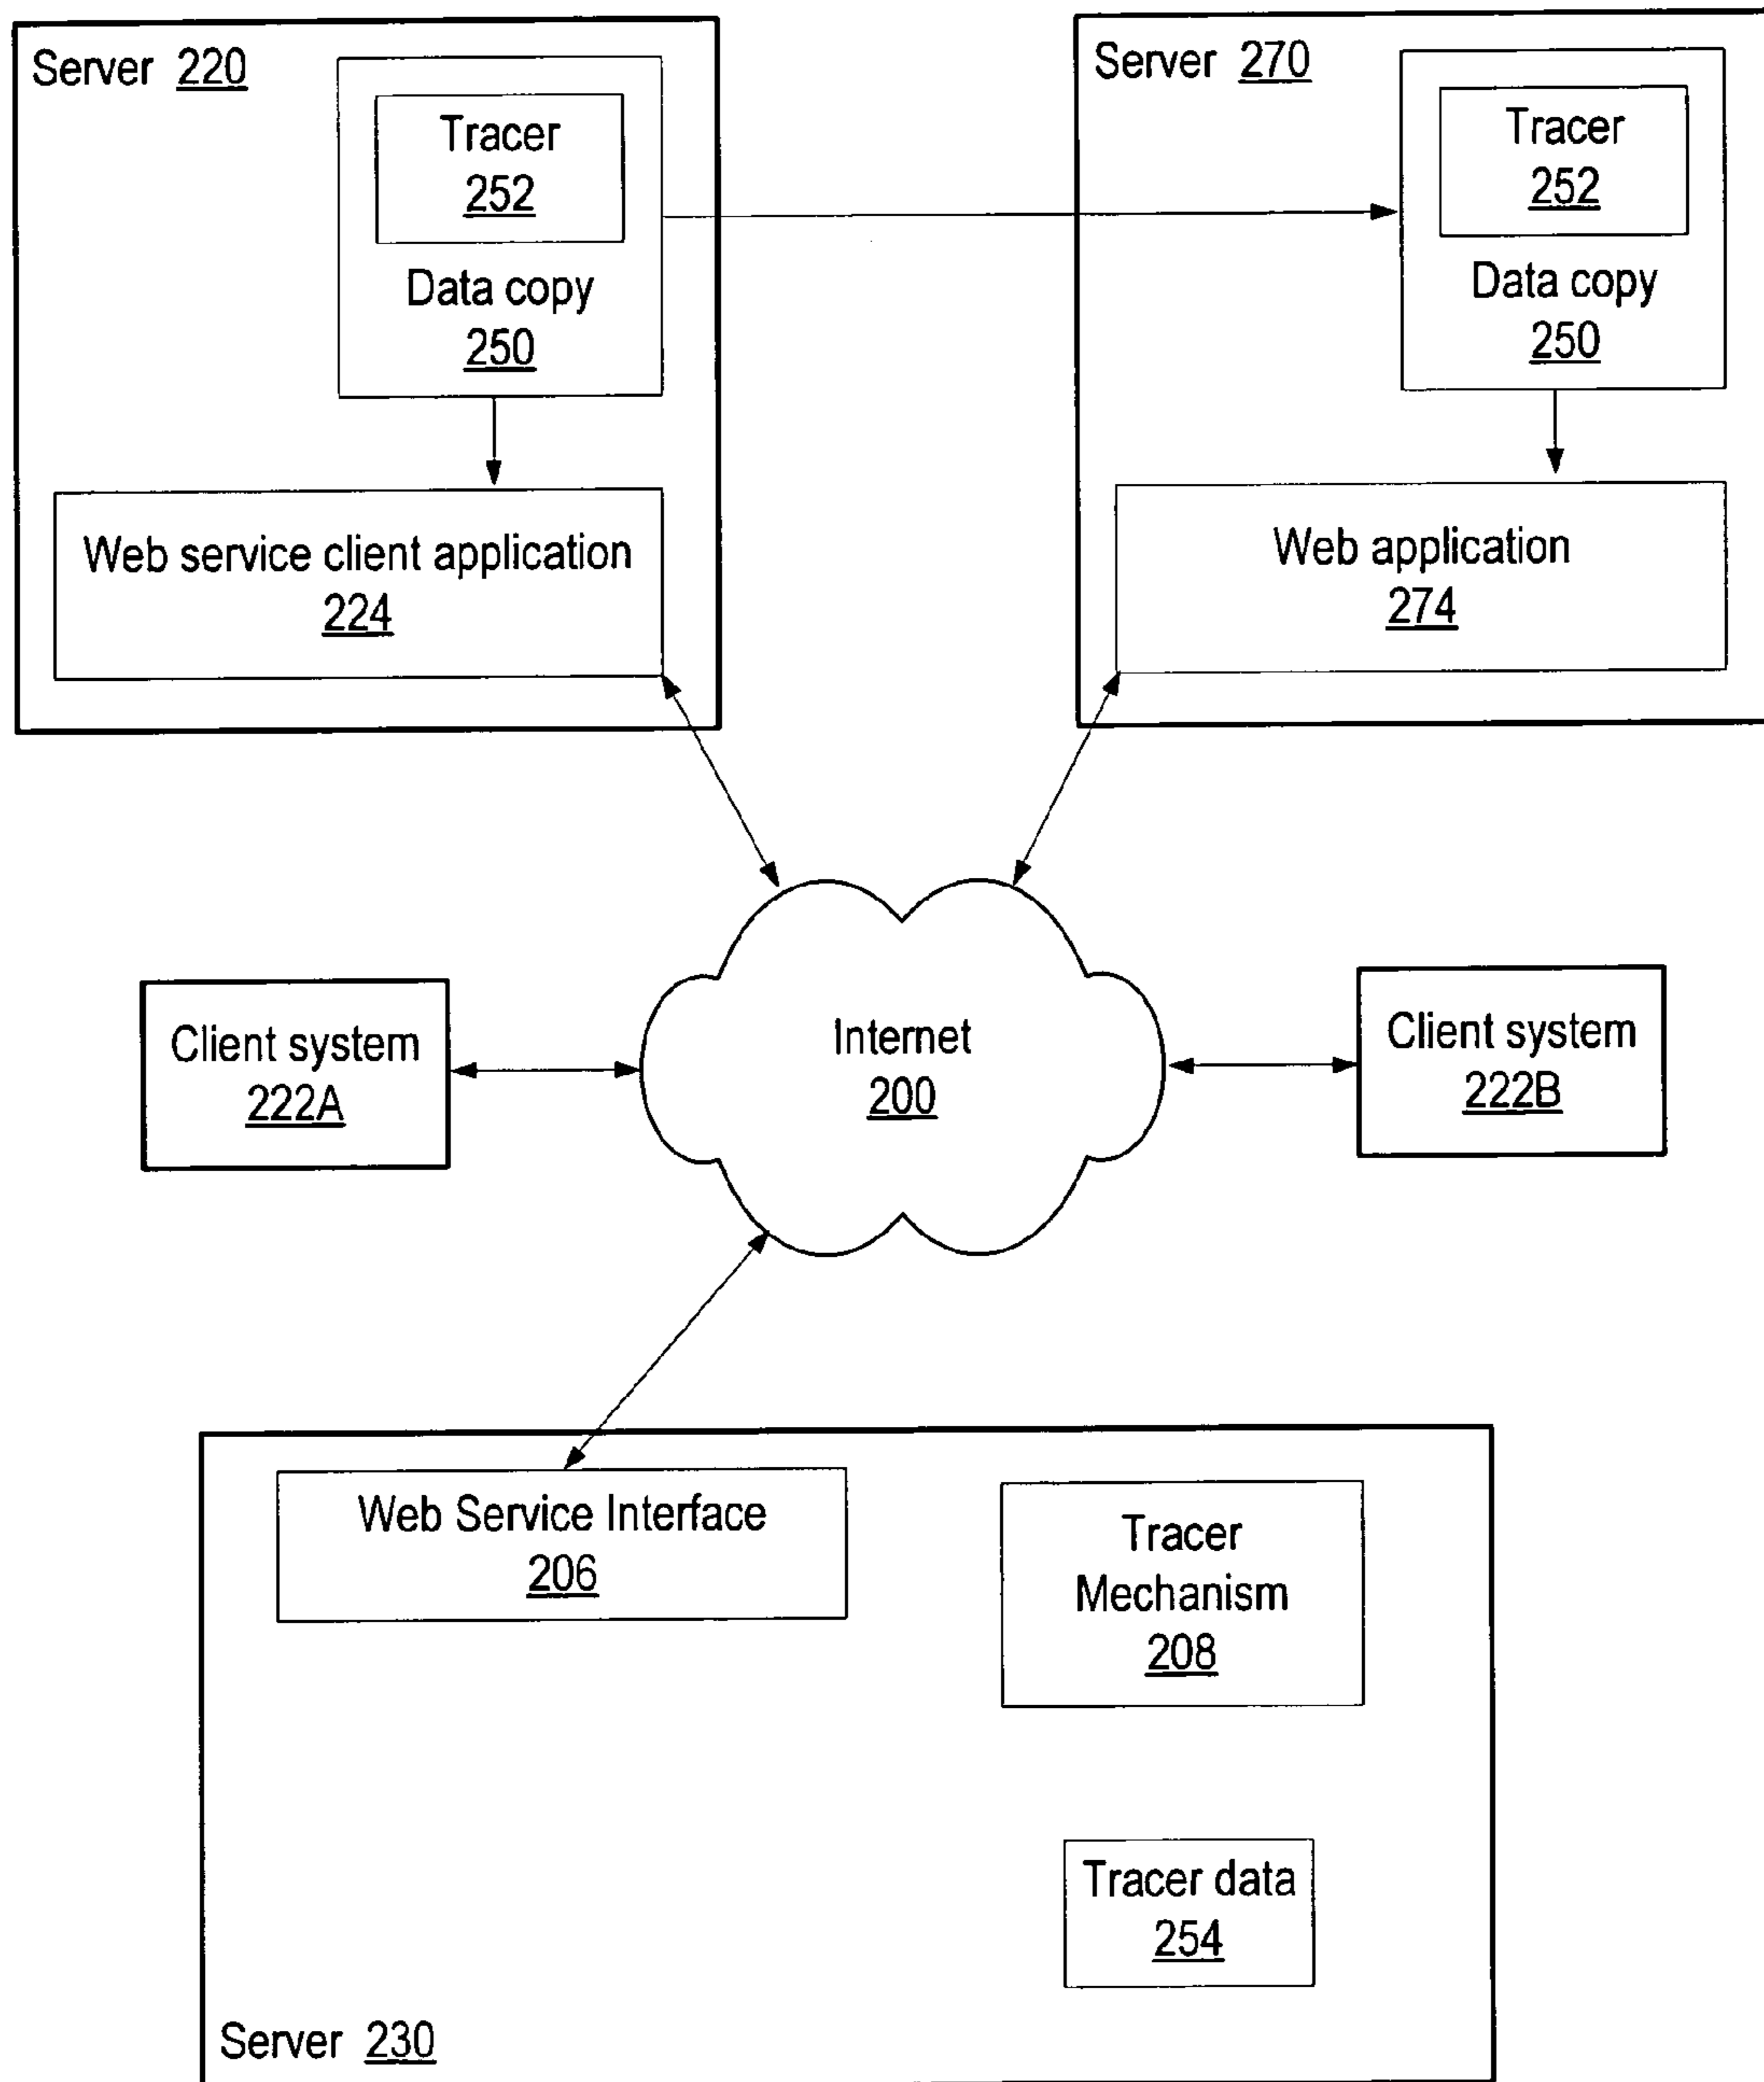 Server 220
Tracer
252
Data copy
250
Web service client application
224
Server 270
Tracer
252
Data copy
250
Web application
274
Client system
222A
Internet
200
Client system
222B
Web Service Interface
206
Tracer
Mechanism
208
Tracer data
254
Server 230